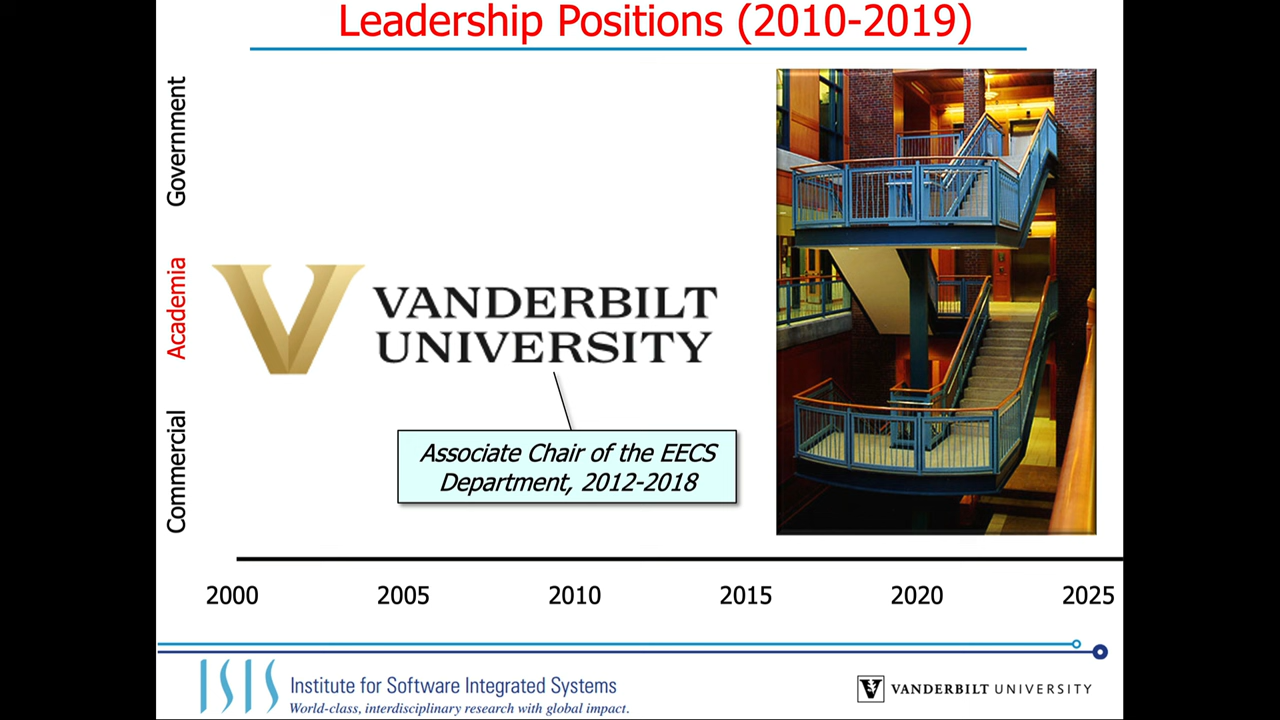 Leadership Positions (2010-2019)
Government
Academia
Commercial
VANDERBILT
UNIVERSITY
Associate Chair of the EECS
Department, 2012-2018
2000 2005 2010 2015 2020 2025
ISIS Institute for Software Integrated Systems
World-class, interdisciplinary research with global impact.
VANDERBILT UNIVERSITY